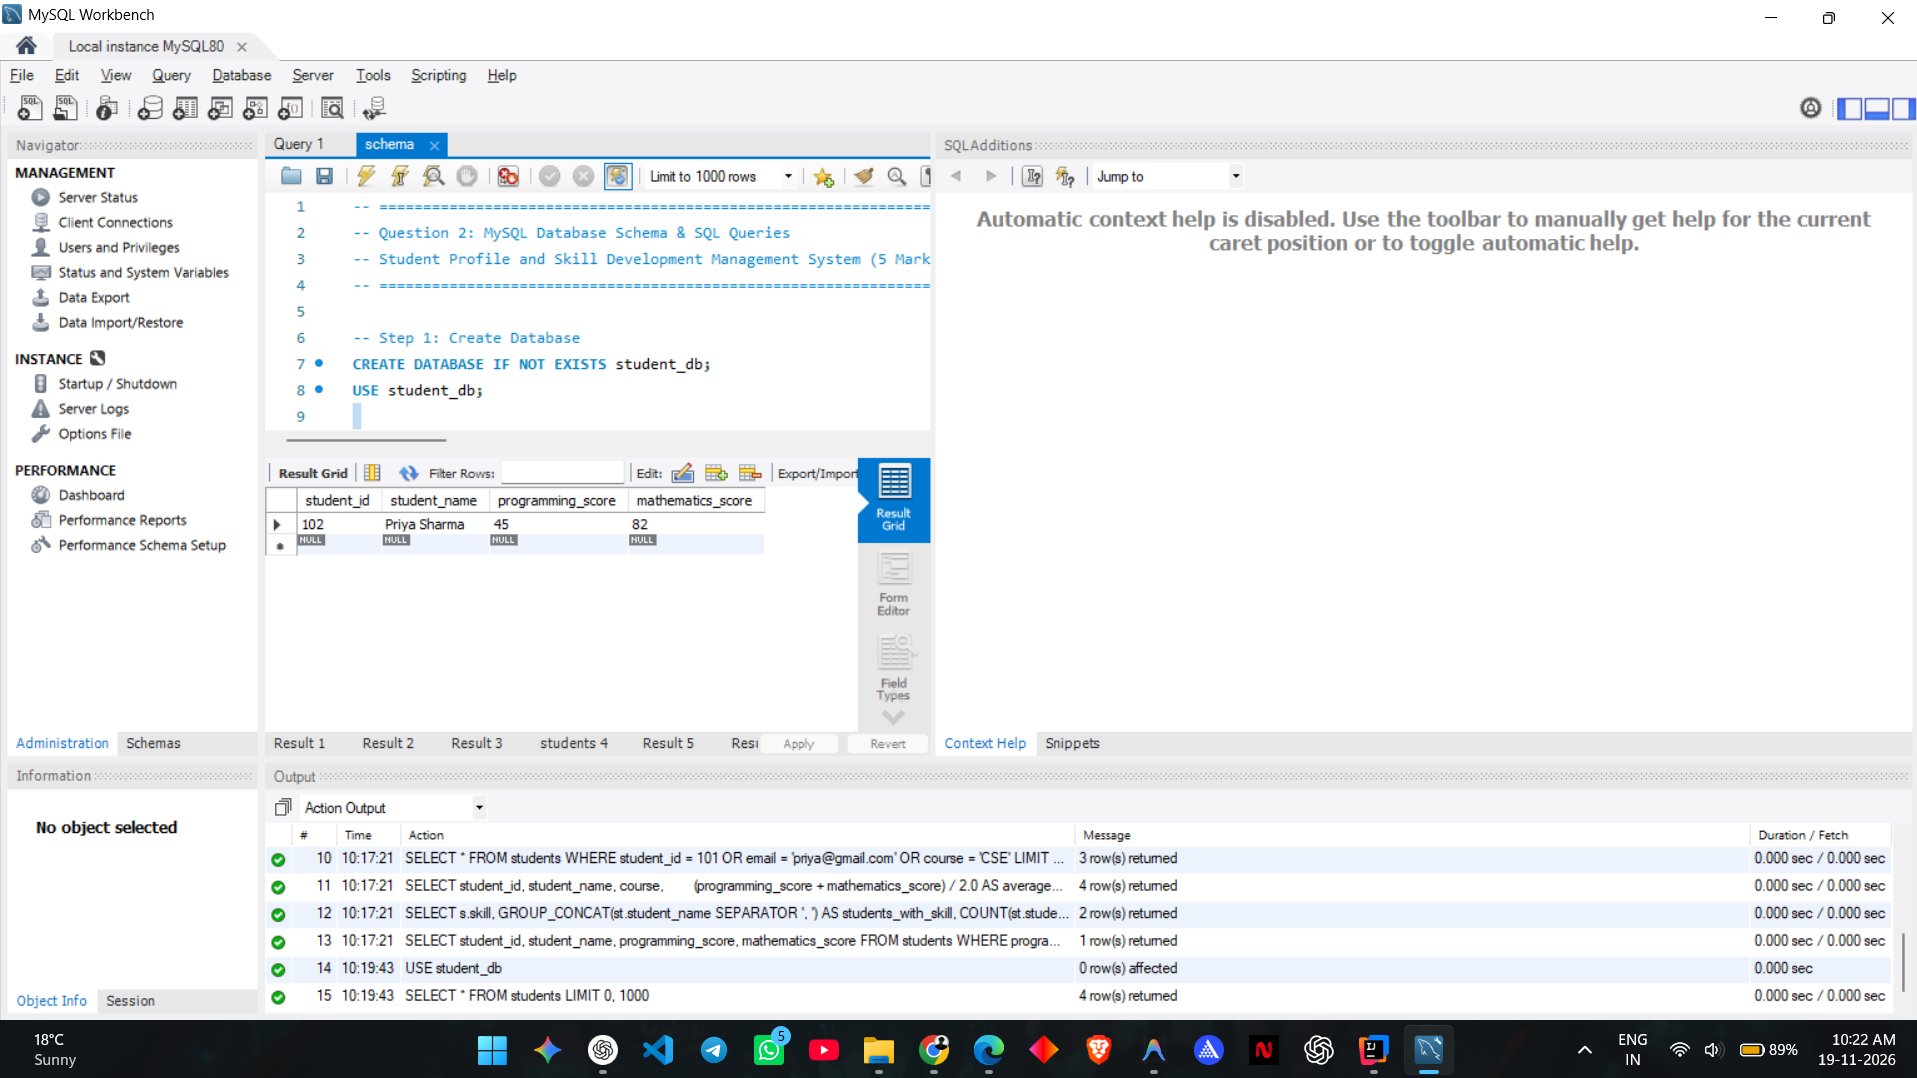 MySQL Workbench
Local instance MySQL80
File Edit View Query Database Server Tools Scripting Help
Navigator
MANAGEMENT
Server Status
Client Connections
Users and Privileges
Status and System Variables
Data Export
Data Import/Restore
INSTANCE
Startup / Shutdown
Server Logs
Options File
PERFORMANCE
Dashboard
Performance Reports
Performance Schema Setup
Administration Schemas
Information
No object selected
Object Info Session
Query 1 schema
Limit to 1000 rows
1 -- ================================================================
2 -- Question 2: MySQL Database Schema & SQL Queries
3 -- Student Profile and Skill Development Management System (5 Mark
4 -- ================================================================
5
6 -- Step 1: Create Database
7 CREATE DATABASE IF NOT EXISTS student_db;
8 USE student_db;
9
Result Grid Filter Rows: Edit: Export/Import
student_id student_name programming_score mathematics_score
102 Priya Sharma 45 82
NULL NULL NULL NULL
Result Grid
Form Editor
Field Types
Result 1 Result 2 Result 3 students 4 Result 5 Resu Apply Revert
SQLAdditions
Jump to
Automatic context help is disabled. Use the toolbar to manually get help for the current
caret position or to toggle automatic help.
Context Help Snippets
Output
Action Output
# Time Action Message Duration / Fetch
10 10:17:21 SELECT * FROM students WHERE student_id = 101 OR email = 'priya@gmail.com' OR course = 'CSE' LIMIT ... 3 row(s) returned 0.000 sec / 0.000 sec
11 10:17:21 SELECT student_id, student_name, course, (programming_score + mathematics_score) / 2.0 AS average... 4 row(s) returned 0.000 sec / 0.000 sec
12 10:17:21 SELECT s.skill, GROUP_CONCAT(st.student_name SEPARATOR ', ') AS students_with_skill, COUNT(st.stude... 2 row(s) returned 0.000 sec / 0.000 sec
13 10:17:21 SELECT student_id, student_name, programming_score, mathematics_score FROM students WHERE progra... 1 row(s) returned 0.000 sec / 0.000 sec
14 10:19:43 USE student_db 0 row(s) affected 0.000 sec
15 10:19:43 SELECT * FROM students LIMIT 0, 1000 4 row(s) returned 0.000 sec / 0.000 sec
18°C
Sunny
5
ENG
IN
89%
10:22 AM
19-11-2026